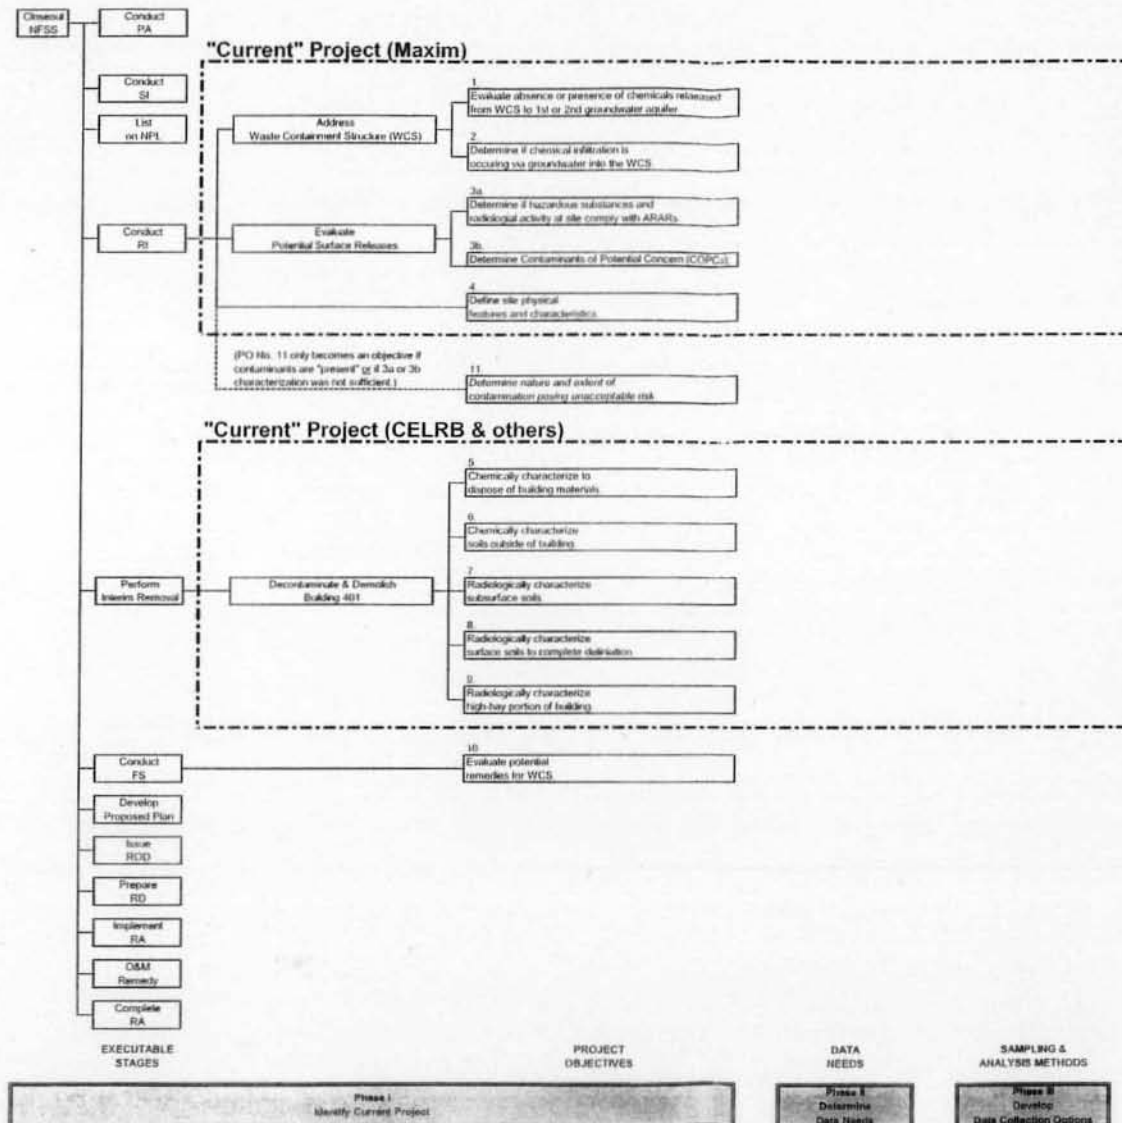 Closeout
NFSS
Conduct
PA
"Current" Project (Maxim)
Conduct
SI
List
on NPL
Conduct
RI
Address
Waste Containment Structure (WCS)
1.
Evaluate absence or presence of chemicals relaeased
from WCS to 1st or 2nd groundwater aquifer.
2.
Determine if chemical infiltration is
occuring via groundwater into the WCS.
Evaluate
Potential Surface Releases
3a.
Determine if hazardous substances and
radiologial activity at site comply with ARARs.
3b.
Determine Contaminants of Potential Concern (COPCs).
4.
Define site physical
features and characteristics.
(PO No. 11 only becomes an objective if
contaminants are "present" or if 3a or 3b
characterization was not sufficient.)
11.
Determine nature and extent of
contamination posing unacceptable risk
"Current" Project (CELRB & others)
5.
Chemically characterize to
dispose of building materials.
6.
Chemically characterize
soils outside of building.
Perform
Interim Removal
Decontaminate & Demolish
Building 401
7.
Radiologically characterize
subsurface soils.
8.
Radiologically characterize
surface soils to complete deliniation.
9.
Radiologically characterize
high-bay portion of building.
Conduct
FS
10.
Evaluate potential
remedies for WCS.
Develop
Proposed Plan
Issue
ROD
Prepare
RD
Implement
RA
O&M
Remedy
Complete
RA
EXECUTABLE
STAGES
PROJECT
OBJECTIVES
DATA
NEEDS
SAMPLING &
ANALYSIS METHODS
Phase I
Identify Current Project
Phase II
Determine
Data Needs
Phase III
Develop
Data Collection Options